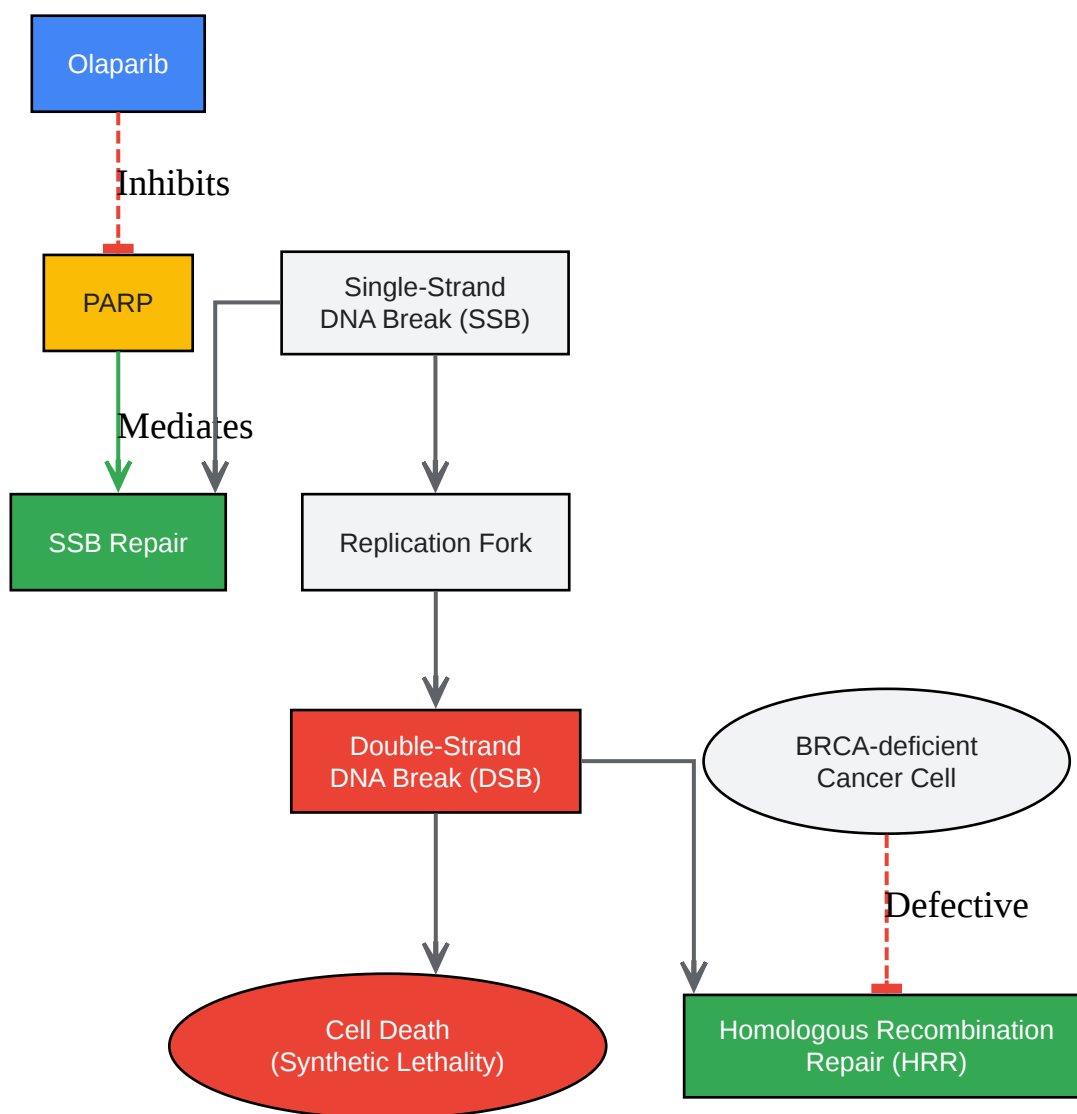 Olaparib
Inhibits
PARP
Single-Strand
DNA Break (SSB)
Mediates
SSB Repair
Replication Fork
Double-Strand
DNA Break (DSB)
BRCA-deficient
Cancer Cell
Defective
Cell Death
(Synthetic Lethality)
Homologous Recombination
Repair (HRR)